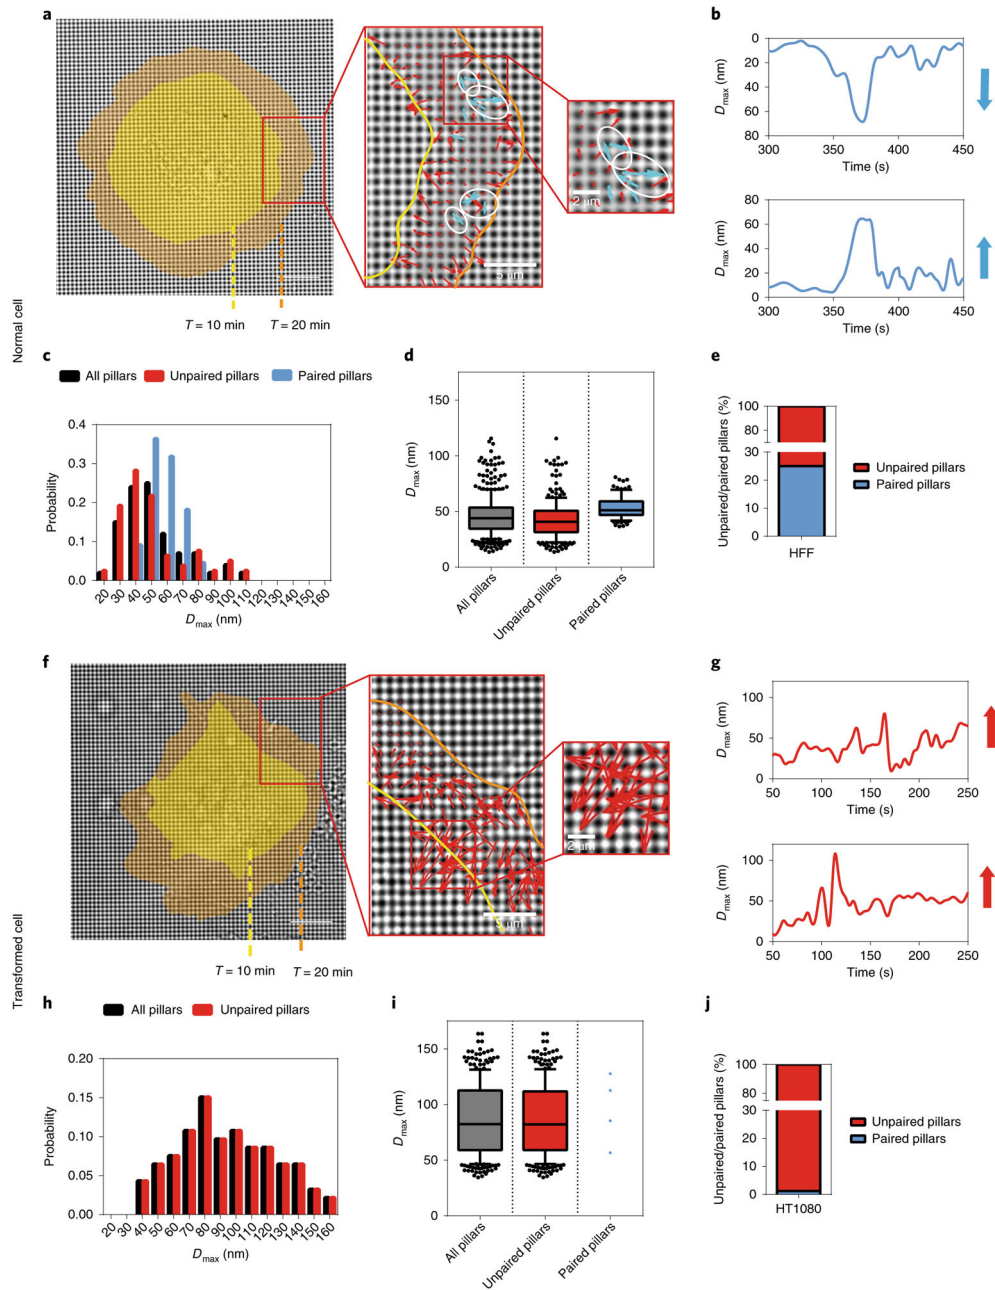 a
5 µm
2 µm
T = 10 min
T = 20 min
Normal cell
b
Dmax (nm)
0
20
40
60
80
300
350
400
450
Time (s)
Dmax (nm)
80
60
40
20
0
300
350
400
450
Time (s)
c
All pillars
Unpaired pillars
Paired pillars
Probability
0.4
0.3
0.2
0.1
0.0
20 30 40 50 60 70 80 90 100 110 120 130 140 150 160
Dmax (nm)
d
Dmax (nm)
150
100
50
0
All pillars
Unpaired pillars
Paired pillars
e
Unpaired/paired pillars (%)
100
80
30
20
10
0
HFF
Unpaired pillars
Paired pillars
f
5 µm
2 µm
T = 10 min
T = 20 min
Transformed cell
g
Dmax (nm)
100
50
0
50 100 150 200 250
Time (s)
Dmax (nm)
100
50
0
50 100 150 200 250
Time (s)
h
All pillars
Unpaired pillars
Probability
0.20
0.15
0.10
0.05
0.00
20 30 40 50 60 70 80 90 100 110 120 130 140 150 160
Dmax (nm)
i
Dmax (nm)
150
100
50
0
All pillars
Unpaired pillars
Paired pillars
j
Unpaired/paired pillars (%)
100
80
30
20
10
0
HT1080
Unpaired pillars
Paired pillars